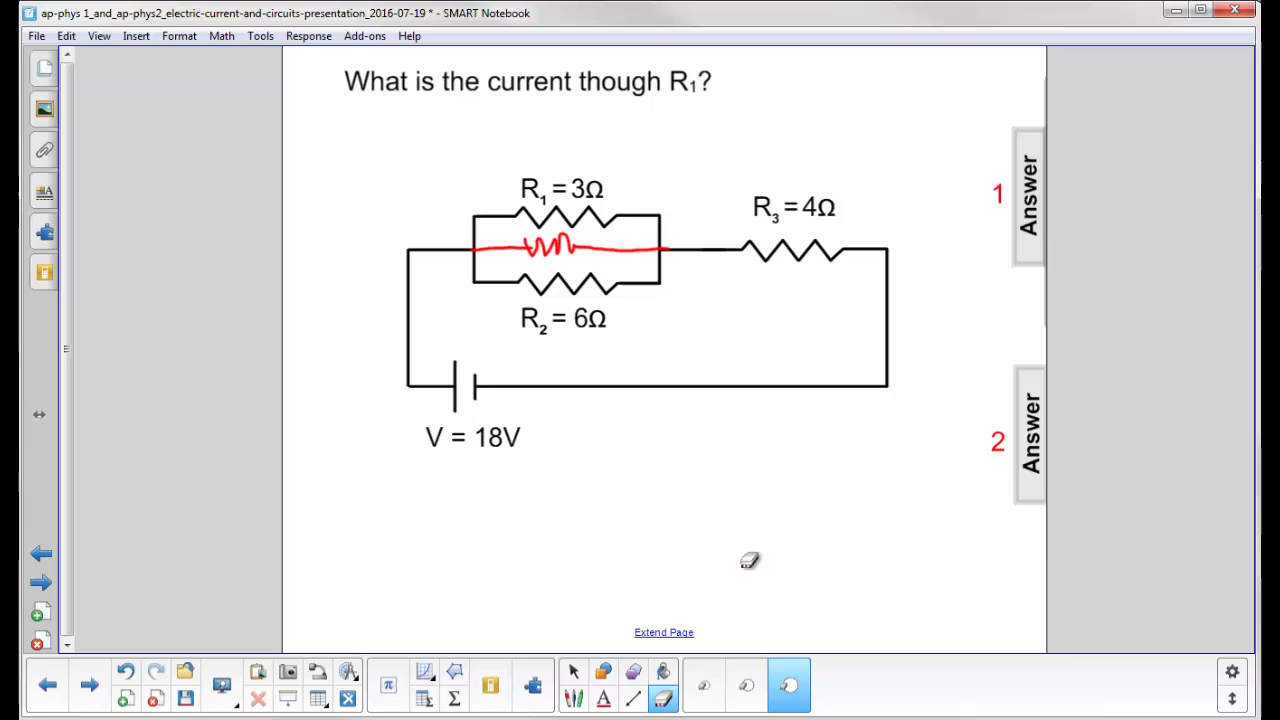 ap-phys 1_and_ap-phys2_electric-current-and-circuits-presentation_2016-07-19 * - SMART Notebook
File Edit View Insert Format Math Tools Response Add-ons Help
What is the current though R₁?
R₁ = 3Ω
R₃ = 4Ω
R₂ = 6Ω
V = 18V
1
Answer
2
Answer
Extend Page